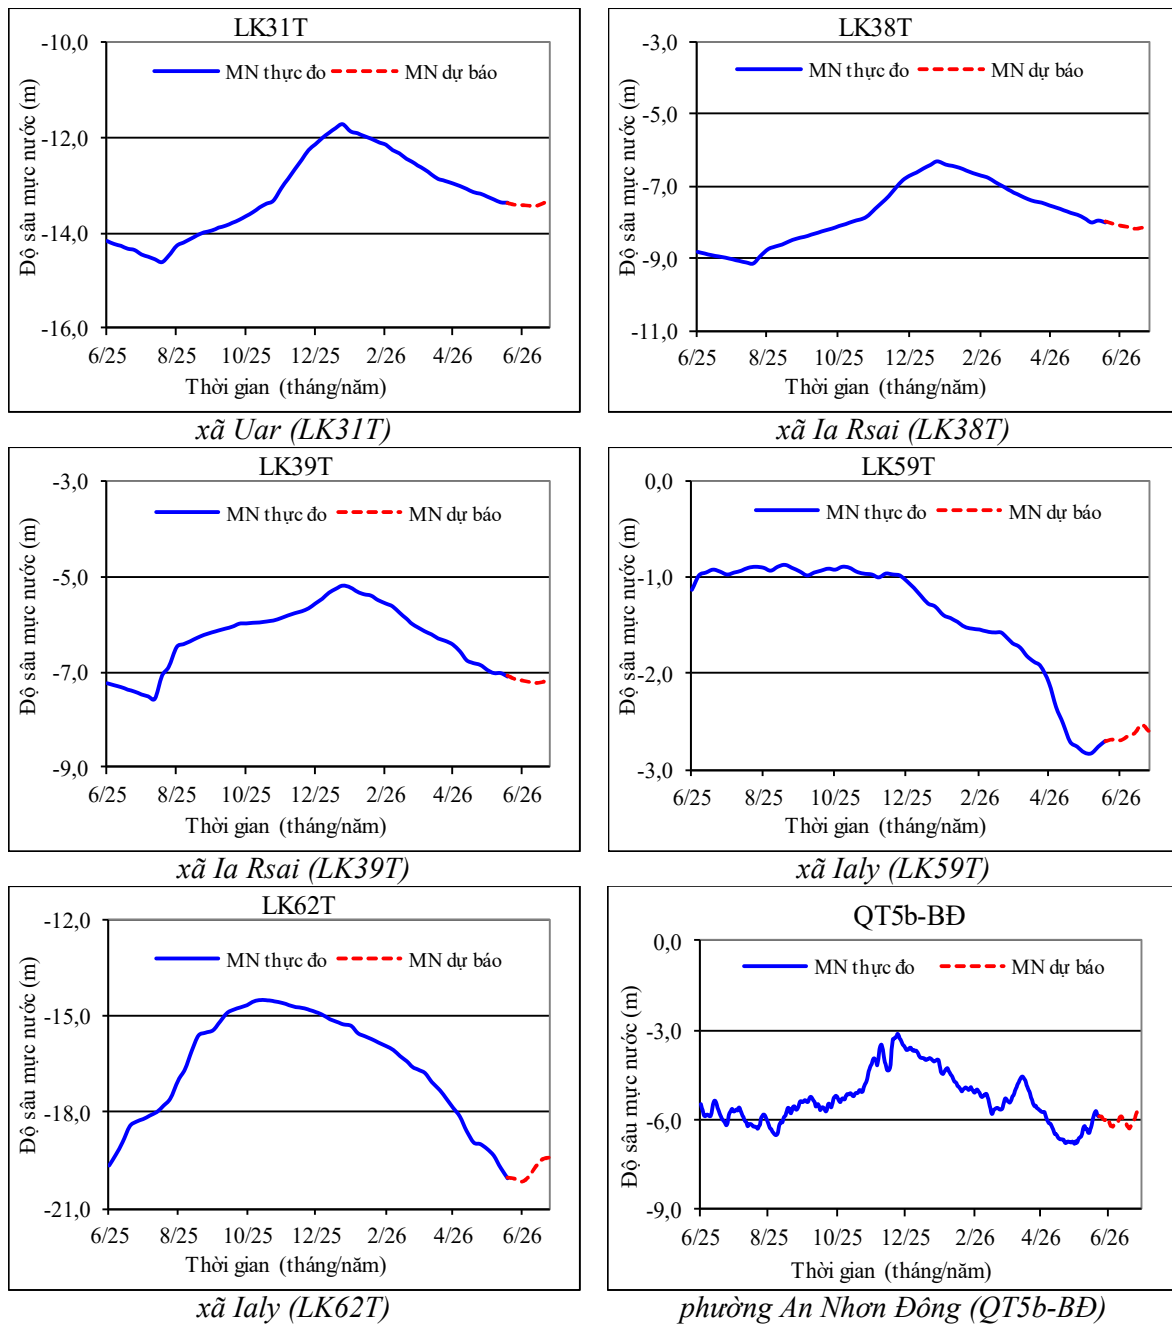 LK31T
MN thực đo
MN dự báo
Độ sâu mực nước (m)
-10,0
-12,0
-14,0
-16,0
6/25 8/25 10/25 12/25 2/26 4/26 6/26
Thời gian (tháng/năm)
xã Uar (LK31T)
LK38T
MN thực đo
MN dự báo
Độ sâu mực nước (m)
-3,0
-5,0
-7,0
-9,0
-11,0
6/25 8/25 10/25 12/25 2/26 4/26 6/26
Thời gian (tháng/năm)
xã Ia Rsai (LK38T)
LK39T
MN thực đo
MN dự báo
Độ sâu mực nước (m)
-3,0
-5,0
-7,0
-9,0
6/25 8/25 10/25 12/25 2/26 4/26 6/26
Thời gian (tháng/năm)
xã Ia Rsai (LK39T)
LK59T
MN thực đo
MN dự báo
Độ sâu mực nước (m)
0,0
-1,0
-2,0
-3,0
6/25 8/25 10/25 12/25 2/26 4/26 6/26
Thời gian (tháng/năm)
xã Ialy (LK59T)
LK62T
MN thực đo
MN dự báo
Độ sâu mực nước (m)
-12,0
-15,0
-18,0
-21,0
6/25 8/25 10/25 12/25 2/26 4/26 6/26
Thời gian (tháng/năm)
xã Ialy (LK62T)
QT5b-BĐ
MN thực đo
MN dự báo
Độ sâu mực nước (m)
0,0
-3,0
-6,0
-9,0
6/25 8/25 10/25 12/25 2/26 4/26 6/26
Thời gian (tháng/năm)
phường An Nhơn Đông (QT5b-BĐ)